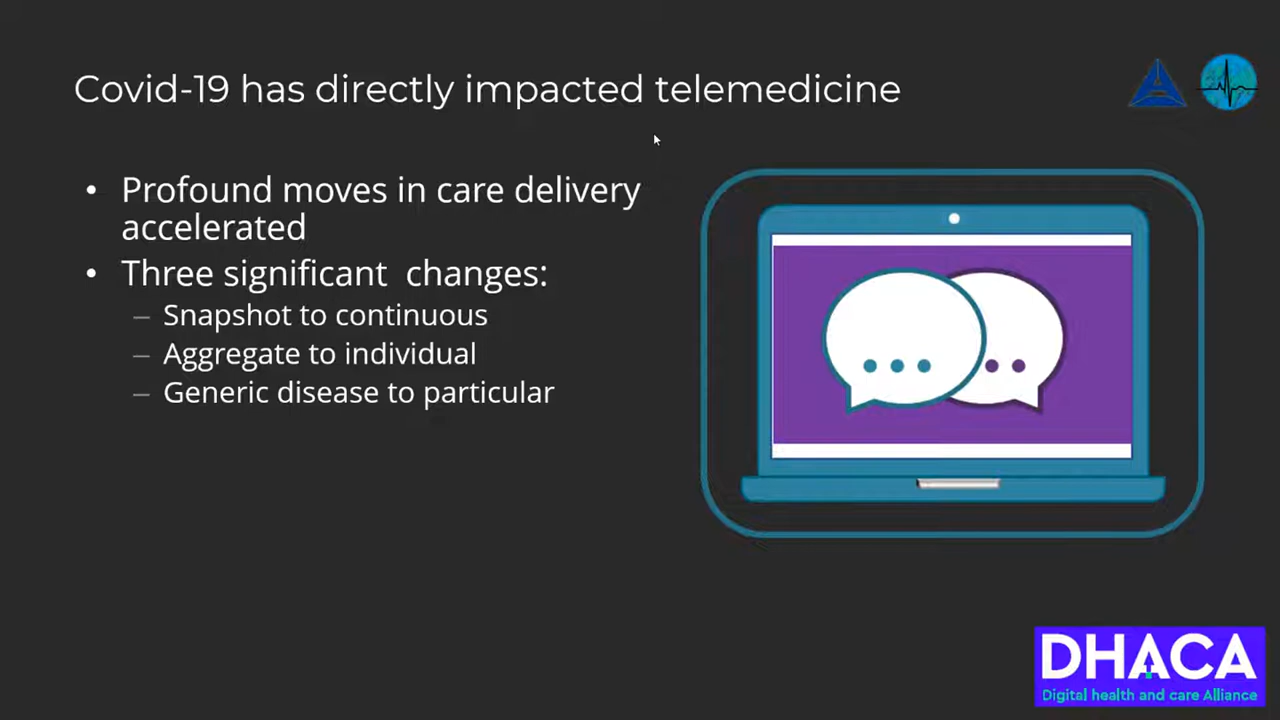 Covid-19 has directly impacted telemedicine
• Profound moves in care delivery
accelerated
• Three significant  changes:
– Snapshot to continuous
– Aggregate to individual
– Generic disease to particular
DHACA
Digital health and care Alliance